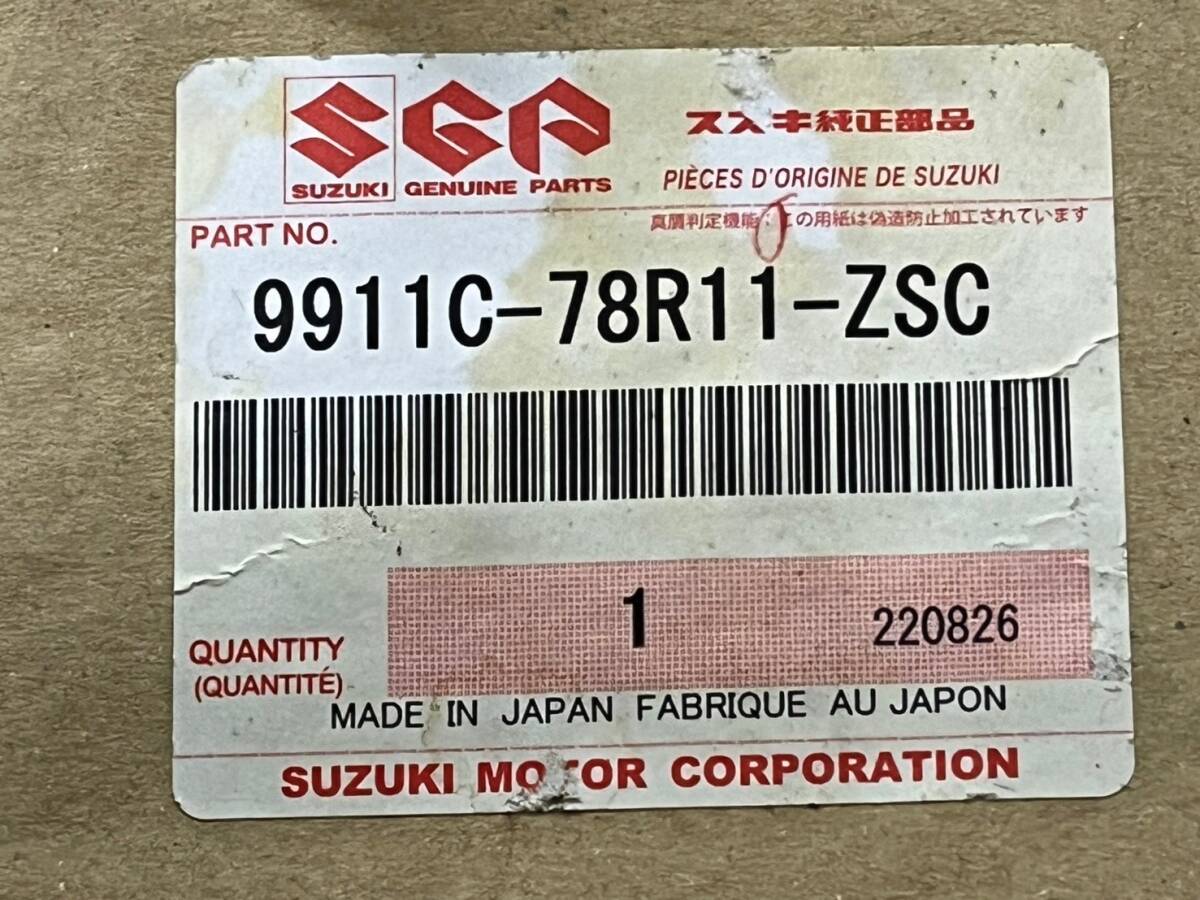 SGP スズキ純正部品
SUZUKI GENUINE PARTS PIÈCES D'ORIGINE DE SUZUKI
PART NO. 真贋判定機能：この用紙は偽造防止加工されています
9911C-78R11-ZSC
1 220826
QUANTITY
(QUANTITÉ)
MADE IN JAPAN FABRIQUE AU JAPON
SUZUKI MOTOR CORPORATION